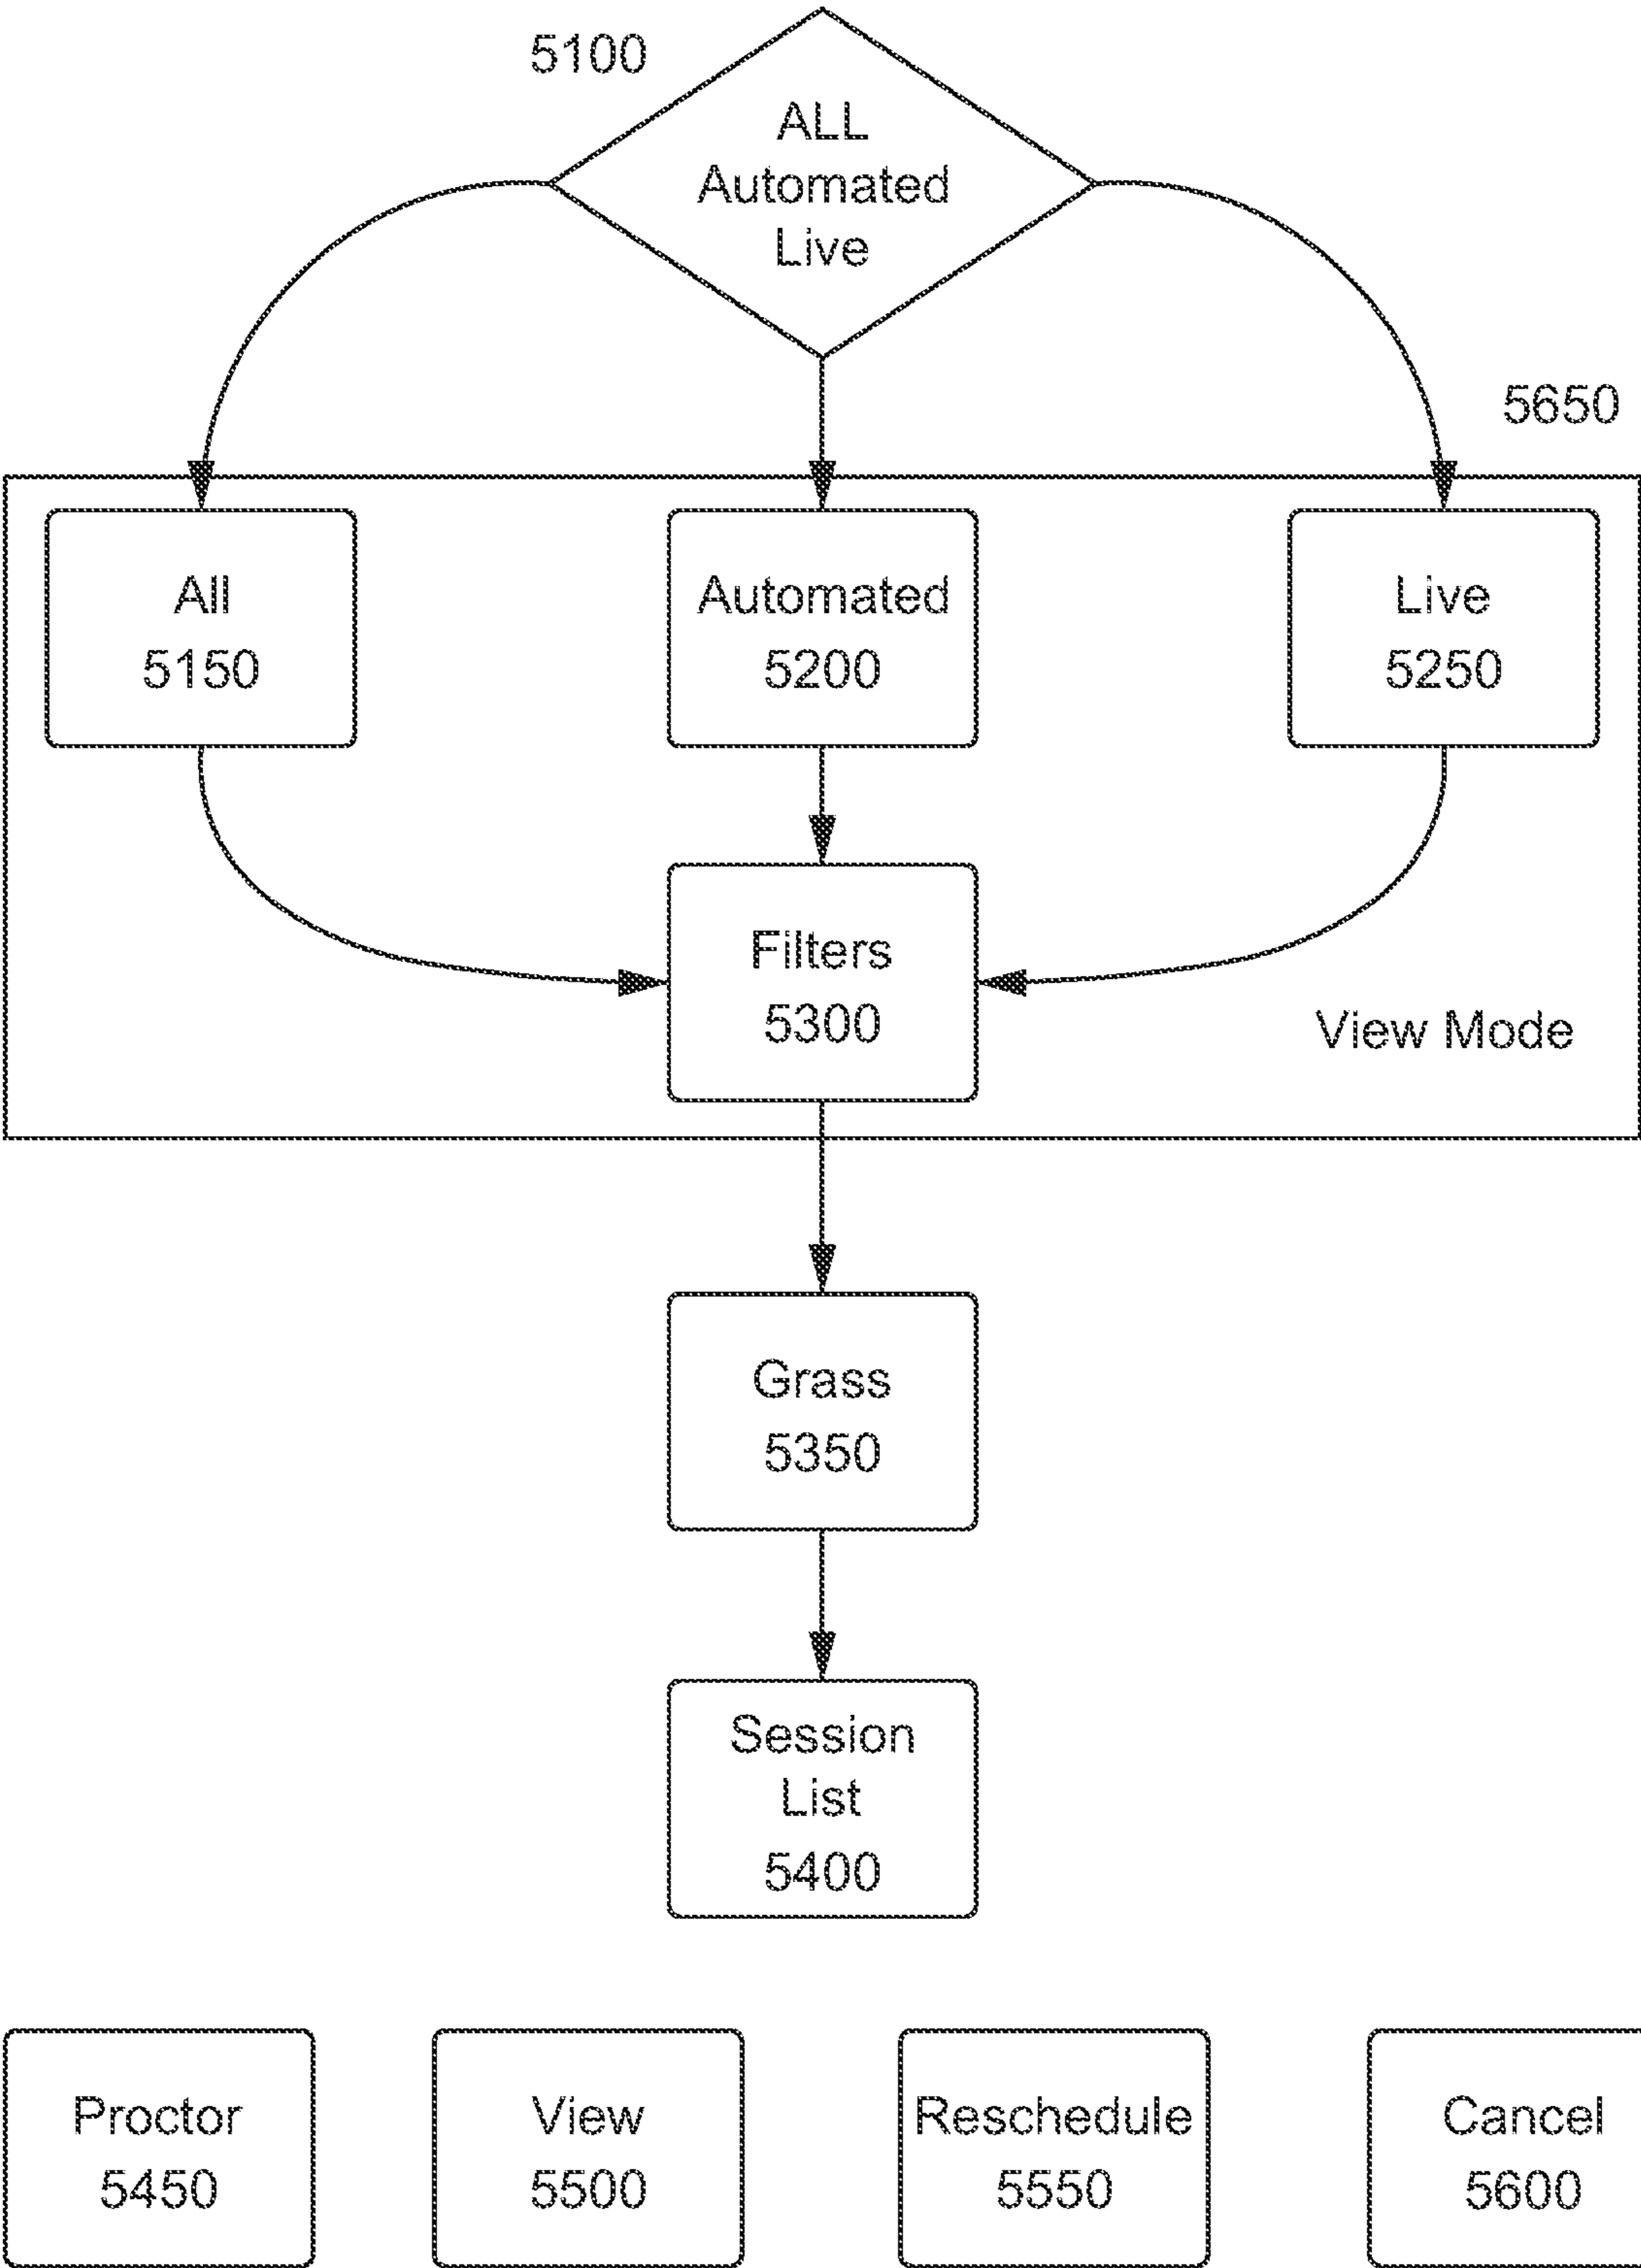 5100
ALL
Automated
Live
5650
All
5150
Automated
5200
Live
5250
Filters
5300
View Mode
Grass
5350
Session
List
5400
Proctor
5450
View
5500
Reschedule
5550
Cancel
5600